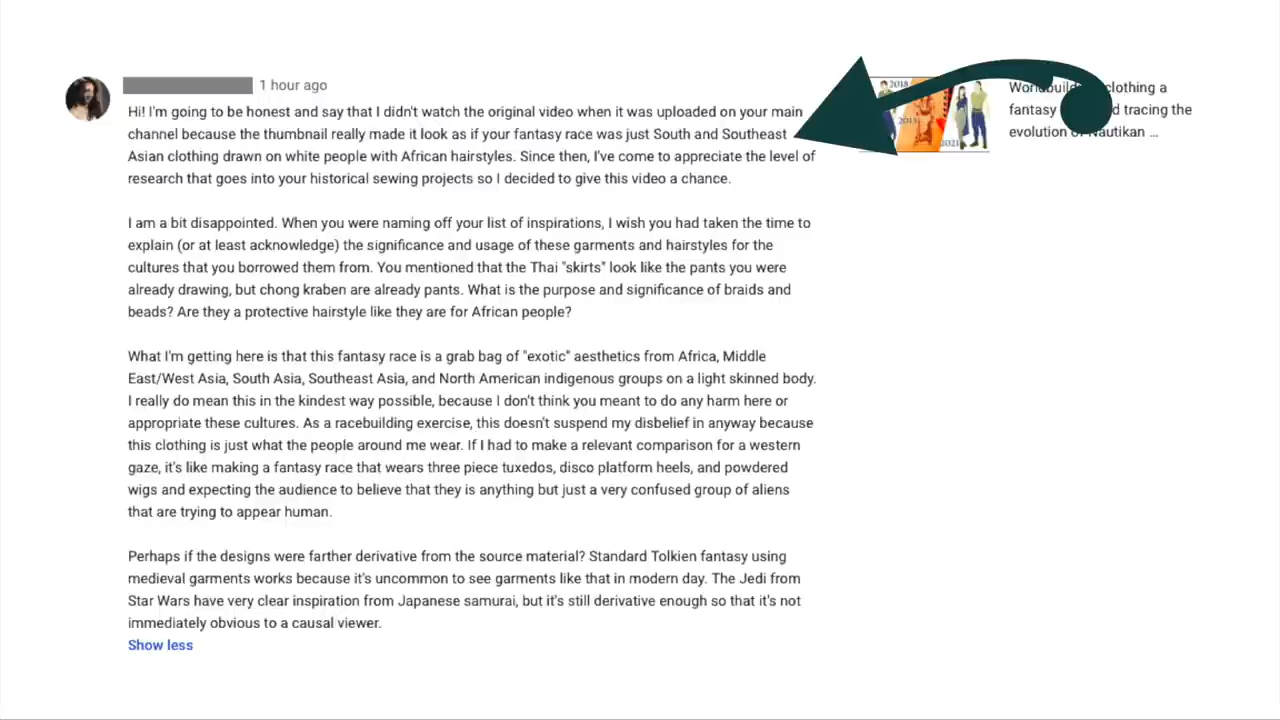 1 hour ago
Hi! I'm going to be honest and say that I didn't watch the original video when it was uploaded on your main
channel because the thumbnail really made it look as if your fantasy race was just South and Southeast
Asian clothing drawn on white people with African hairstyles. Since then, I've come to appreciate the level of
research that goes into your historical sewing projects so I decided to give this video a chance.
I am a bit disappointed. When you were naming off your list of inspirations, I wish you had taken the time to
explain (or at least acknowledge) the significance and usage of these garments and hairstyles for the
cultures that you borrowed them from. You mentioned that the Thai "skirts" look like the pants you were
already drawing, but chong kraben are already pants. What is the purpose and significance of braids and
beads? Are they a protective hairstyle like they are for African people?
What I'm getting here is that this fantasy race is a grab bag of "exotic" aesthetics from Africa, Middle
East/West Asia, South Asia, Southeast Asia, and North American indigenous groups on a light skinned body.
I really do mean this in the kindest way possible, because I don't think you meant to do any harm here or
appropriate these cultures. As a racebuilding exercise, this doesn't suspend my disbelief in anyway because
this clothing is just what the people around me wear. If I had to make a relevant comparison for a western
gaze, it's like making a fantasy race that wears three piece tuxedos, disco platform heels, and powdered
wigs and expecting the audience to believe that they is anything but just a very confused group of aliens
that are trying to appear human.
Perhaps if the designs were farther derivative from the source material? Standard Tolkien fantasy using
medieval garments works because it's uncommon to see garments like that in modern day. The Jedi from
Star Wars have very clear inspiration from Japanese samurai, but it's still derivative enough so that it's not
immediately obvious to a causal viewer.
Show less
2018
2021
clothing a
fantasy tracing the
evolution of Nautikan ...